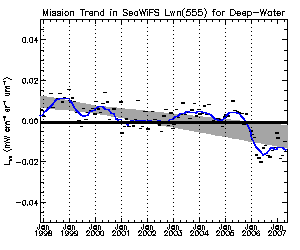 Mission Trend in SeaWiFS Lwn(555) for Deep-Water
0.04
0.02
0.00
-0.02
-0.04
Jan Jan Jan Jan Jan Jan Jan Jan Jan Jan
1998 1999 2000 2001 2002 2003 2004 2005 2006 2007